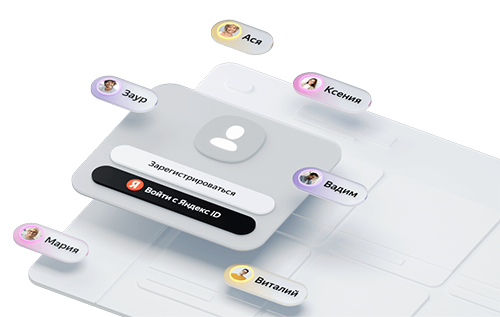 Ася
Ксения
Заур
Зарегистрироваться
Я Войти с Яндекс ID
Вадим
Мария
Виталий